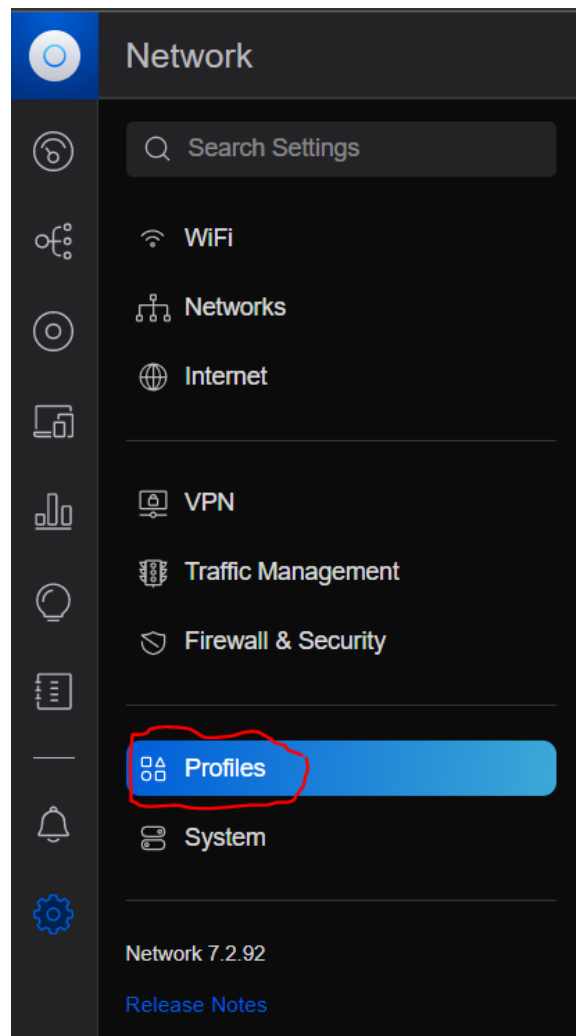 Network
Search Settings
WiFi
Networks
Internet
VPN
Traffic Management
Firewall & Security
Profiles
System
Network 7.2.92
Release Notes